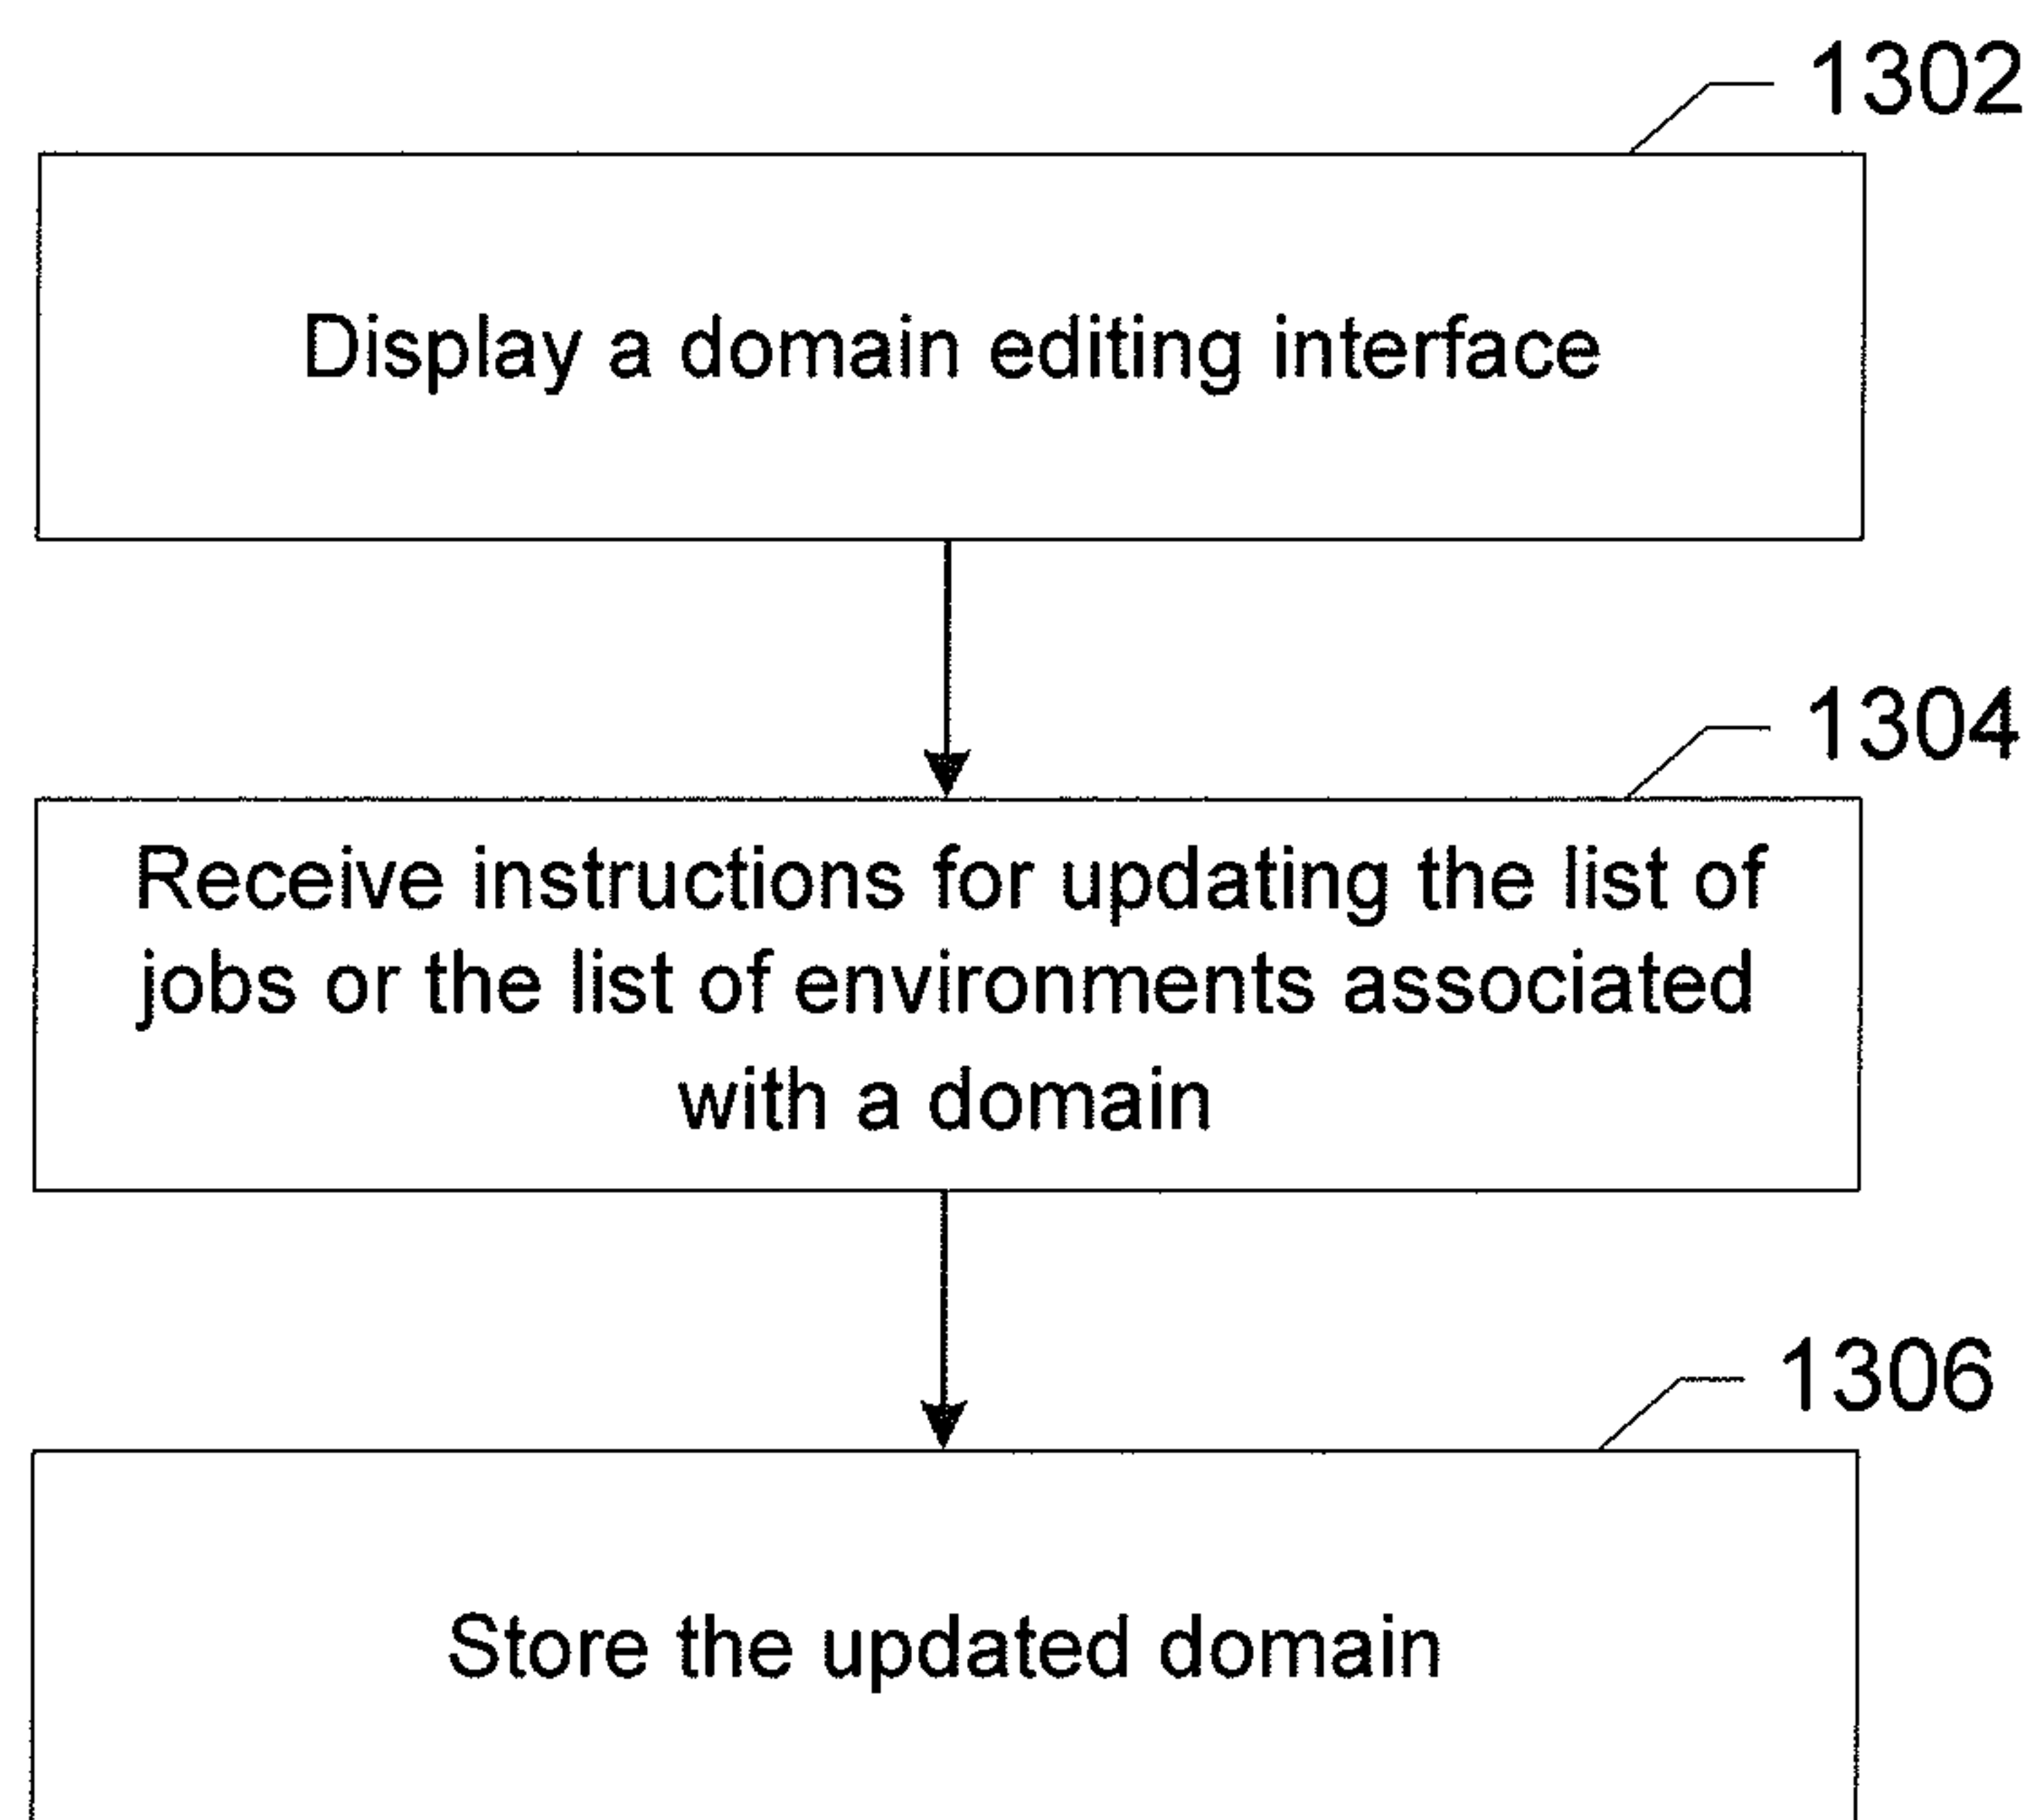 1302
Display a domain editing interface
1304
Receive instructions for updating the list of
jobs or the list of environments associated
with a domain
1306
Store the updated domain